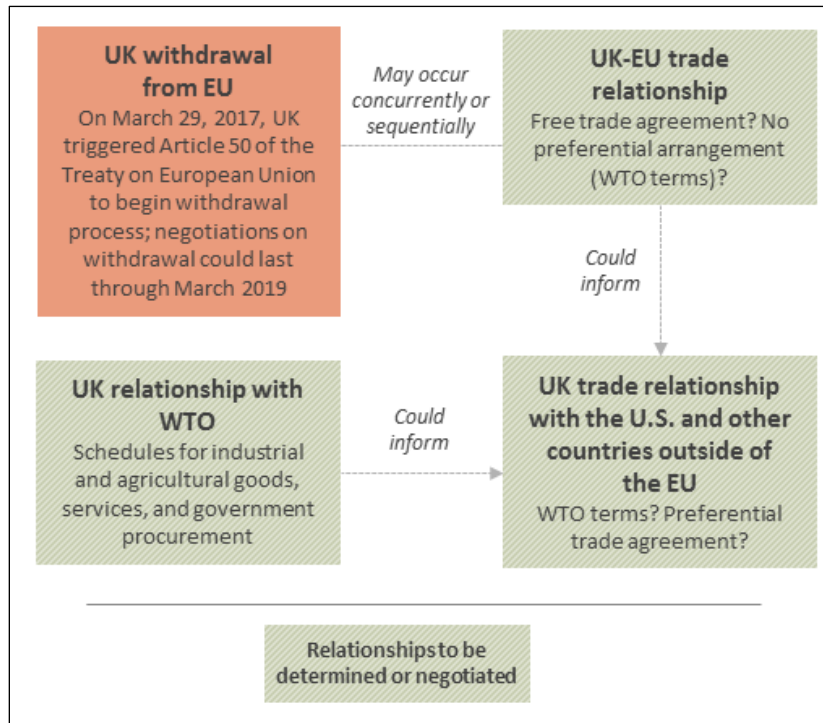 UK withdrawal
from EU
On March 29, 2017, UK
triggered Article 50 of the
Treaty on European Union
to begin withdrawal
process; negotiations on
withdrawal could last
through March 2019
May occur
concurrently or
sequentially
UK-EU trade
relationship
Free trade agreement? No
preferential arrangement
(WTO terms)?
Could
inform
UK relationship with
WTO
Schedules for industrial
and agricultural goods,
services, and government
procurement
Could
inform
UK trade relationship
with the U.S. and other
countries outside of
the EU
WTO terms? Preferential
trade agreement?
Relationships to be
determined or negotiated